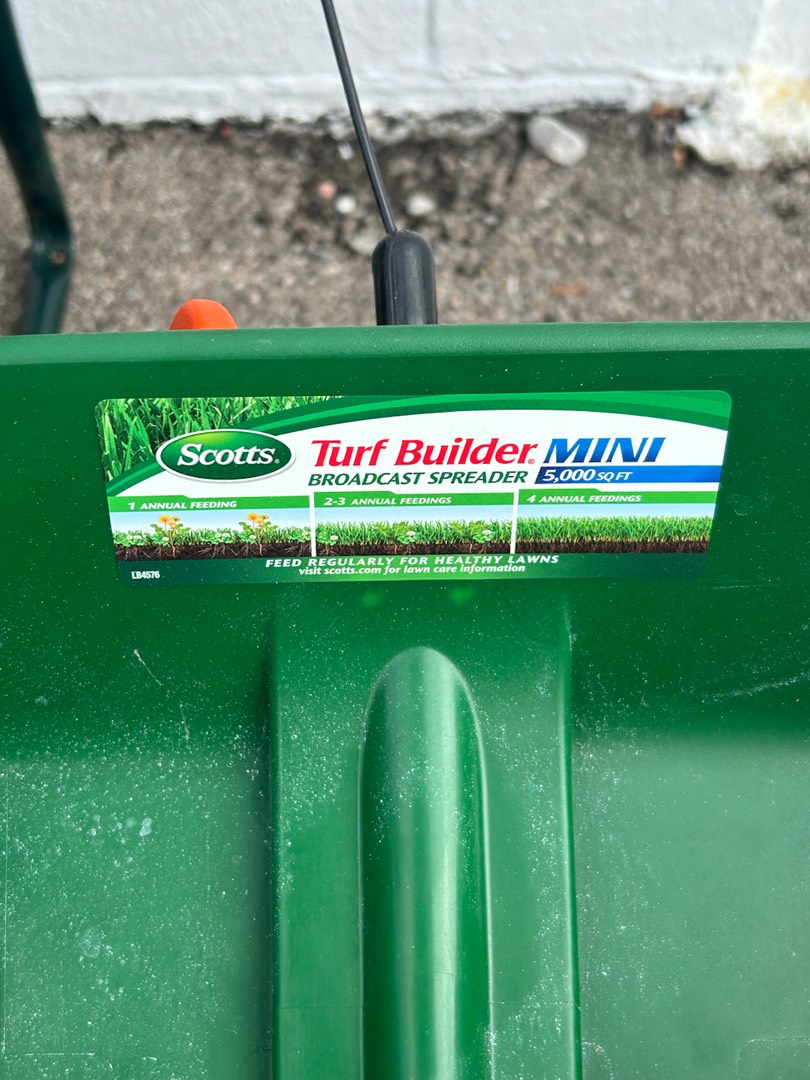 Scotts® Turf Builder® MINI
BROADCAST SPREADER 5,000 SQ FT
1 ANNUAL FEEDING 2-3 ANNUAL FEEDINGS 4 ANNUAL FEEDINGS
FEED REGULARLY FOR HEALTHY LAWNS
visit scotts.com for lawn care information
LB4576